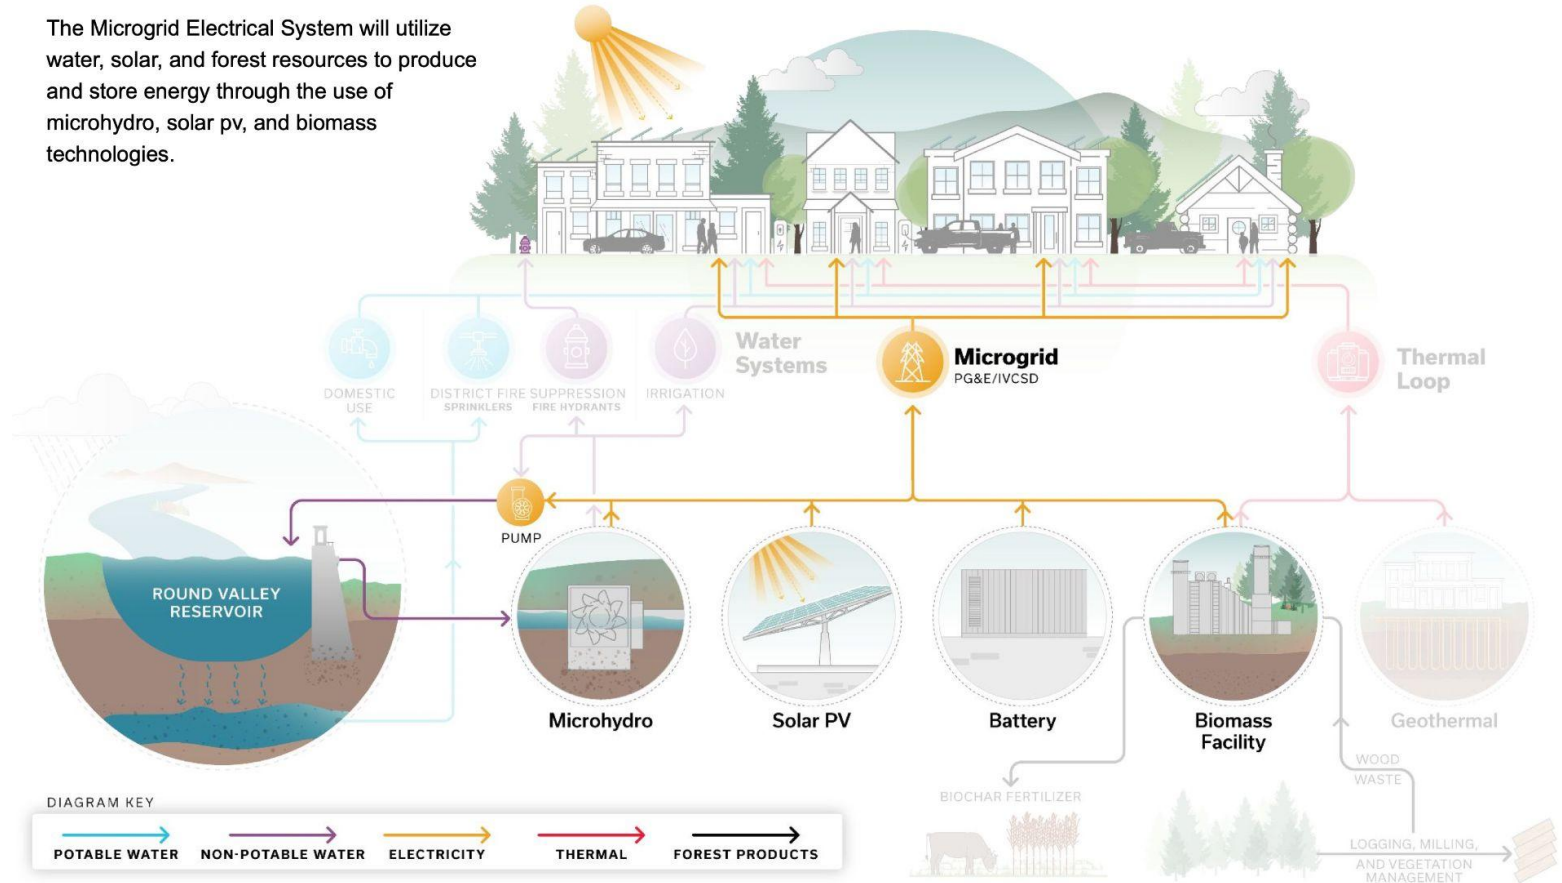 The Microgrid Electrical System will utilize
water, solar, and forest resources to produce
and store energy through the use of
microhydro, solar pv, and biomass
technologies.
Water
Systems
Microgrid
PG&E/IVCSD
Thermal
Loop
DOMESTIC
USE
DISTRICT FIRE
SPRINKLERS
SUPPRESSION
FIRE HYDRANTS
IRRIGATION
PUMP
ROUND VALLEY
RESERVOIR
Microhydro
Solar PV
Battery
Biomass
Facility
Geothermal
WOOD
WASTE
BIOCHAR FERTILIZER
LOGGING, MILLING,
AND VEGETATION
MANAGEMENT
DIAGRAM KEY
POTABLE WATER
NON-POTABLE WATER
ELECTRICITY
THERMAL
FOREST PRODUCTS